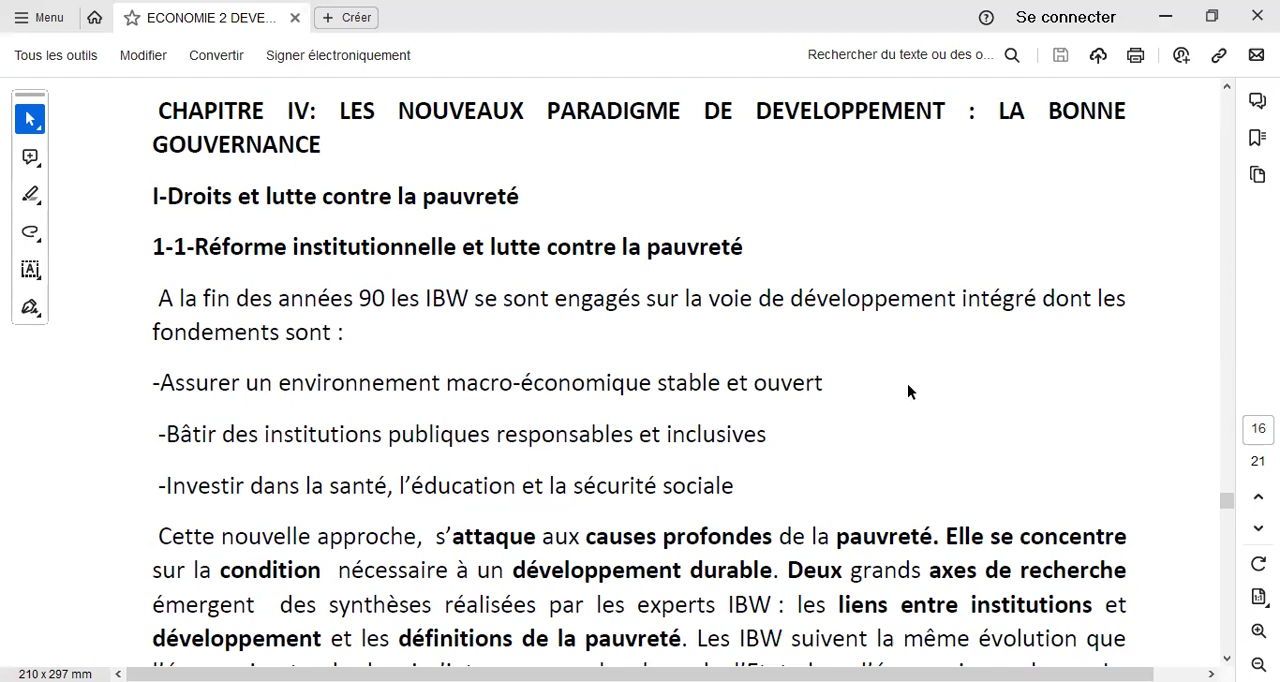 Menu
ECONOMIE 2 DEVE...
Créer
Se connecter
Tous les outils
Modifier
Convertir
Signer électroniquement
Rechercher du texte ou des o...
CHAPITRE IV: LES NOUVEAUX PARADIGME DE DEVELOPPEMENT : LA BONNE
GOUVERNANCE
I-Droits et lutte contre la pauvreté
1-1-Réforme institutionnelle et lutte contre la pauvreté
A la fin des années 90 les IBW se sont engagés sur la voie de développement intégré dont les
fondements sont :
-Assurer un environnement macro-économique stable et ouvert
-Bâtir des institutions publiques responsables et inclusives
-Investir dans la santé, l’éducation et la sécurité sociale
Cette nouvelle approche, s’attaque aux causes profondes de la pauvreté. Elle se concentre
sur la condition nécessaire à un développement durable. Deux grands axes de recherche
émergent des synthèses réalisées par les experts IBW : les liens entre institutions et
développement et les définitions de la pauvreté. Les IBW suivent la même évolution que
16
21
1:1
210 x 297 mm